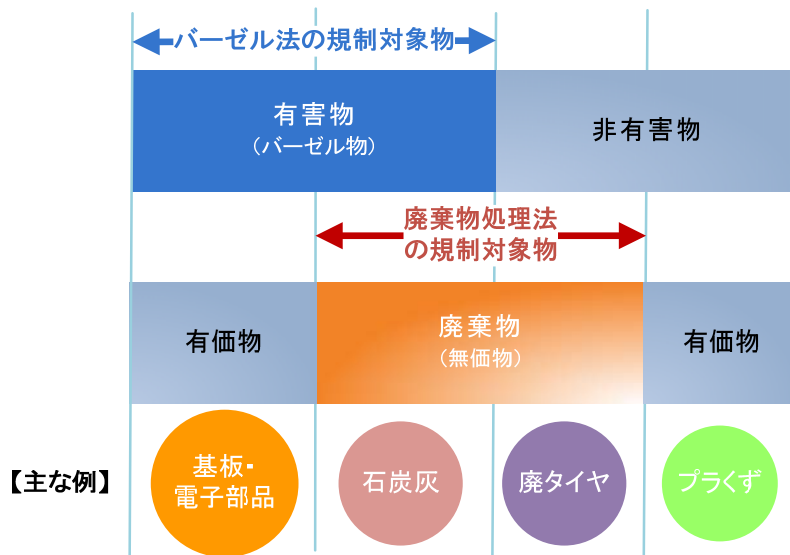 バーゼル法の規制対象物
有害物
（バーゼル物）
非有害物
廃棄物処理法
の規制対象物
有価物
廃棄物
（無価物）
有価物
【主な例】
基板・
電子部品
石炭灰
廃タイヤ
プラくず